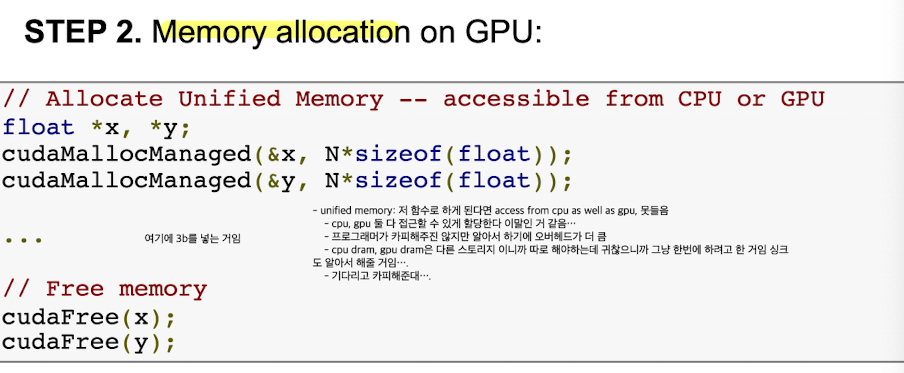 STEP 2. Memory allocation on GPU:
// Allocate Unified Memory -- accessible from CPU or GPU
float *x, *y;
cudaMallocManaged(&x, N*sizeof(float));
cudaMallocManaged(&y, N*sizeof(float));
- unified memory: 저 함수로 하게 된다면 access from cpu as well as gpu, 못들음
- cpu, gpu 둘 다 접근할 수 있게 할당한다 이말인 거 같음…
- 프로그래머가 카피해주진 않지만 알아서 하기에 오버헤드가 더 큼
- cpu dram, gpu dram은 다른 스토리지 이니까 따로 해야하는데 귀찮으니까 그냥 한번에 하려고 한 거임 싱크
도 알아서 해줄 거임….
- 기다리고 카피해준대….
...
여기에 3b를 넣는 거임
// Free memory
cudaFree(x);
cudaFree(y);